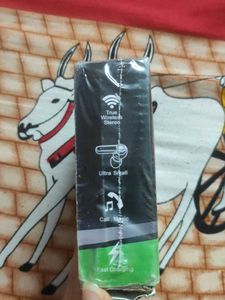 True
Wireless
Stereo
Ultra Small
Call, Music
Fast Charging